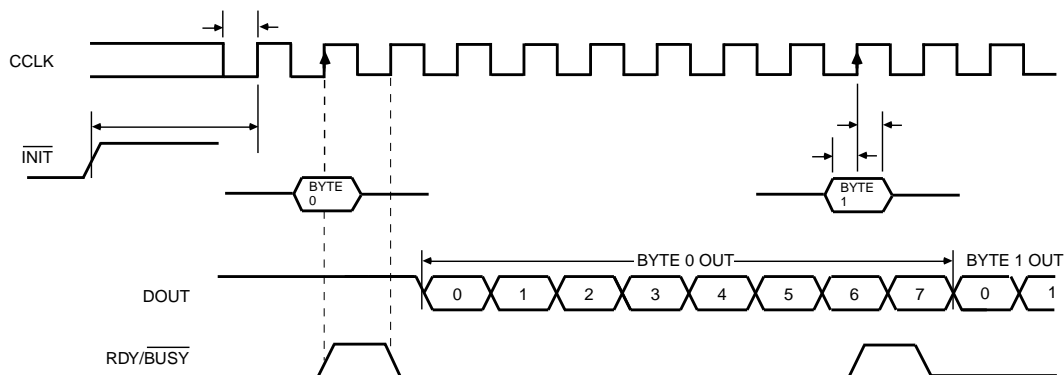 CCLK
INIT
BYTE
0
BYTE
1
BYTE 0 OUT
BYTE 1 OUT
DOUT
0 1 2 3 4 5 6 7 0 1
RDY/BUSY